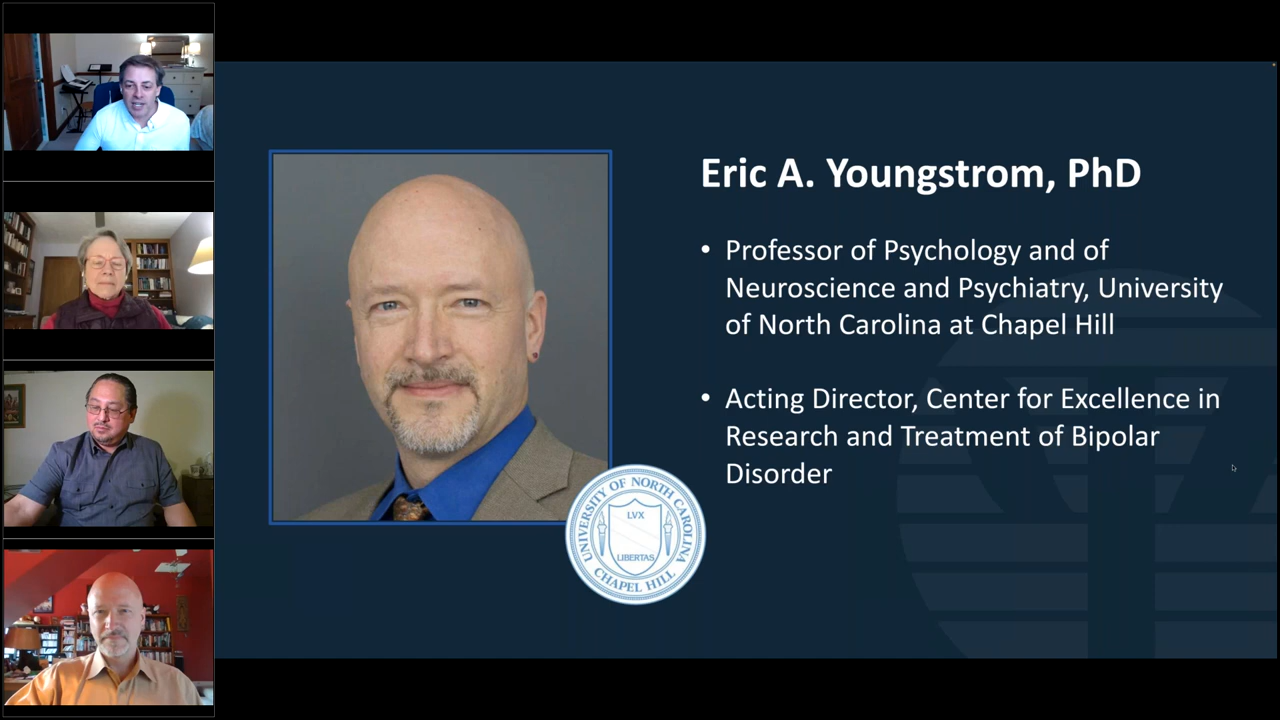 Eric A. Youngstrom, PhD
• Professor of Psychology and of
Neuroscience and Psychiatry, University
of North Carolina at Chapel Hill
• Acting Director, Center for Excellence in
Research and Treatment of Bipolar
Disorder
UNIVERSITY OF NORTH CAROLINA
LVX
LIBERTAS
CHAPEL HILL